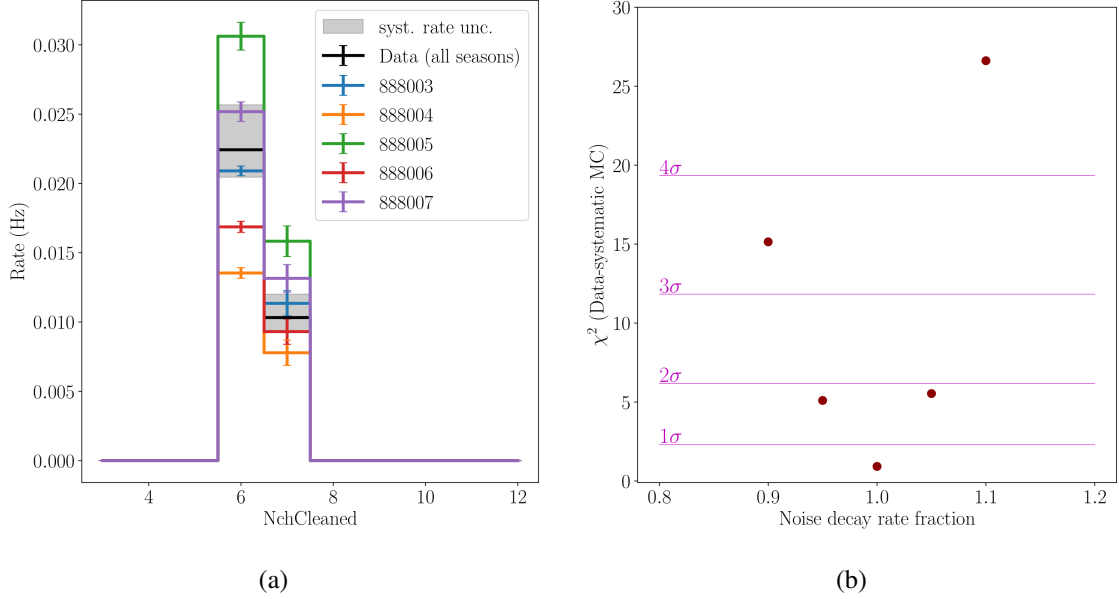 syst. rate unc.
Data (all seasons)
888003
888004
888005
888006
888007
0.030
0.025
0.020
0.015
0.010
0.005
0.000
Rate (Hz)
4 6 8 10 12
NchCleaned
(a)
30
25
20
15
10
5
0
χ² (Data-systematic MC)
4σ
3σ
2σ
1σ
0.8 0.9 1.0 1.1 1.2
Noise decay rate fraction
(b)